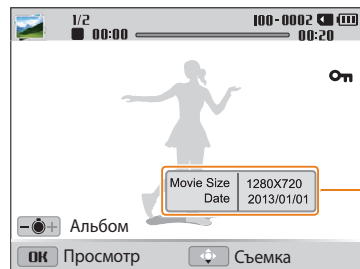 1/2 100-0002
00:00 00:20
Movie Size 1280X720
Date 2013/01/01
Альбом
OK Просмотр Съемка